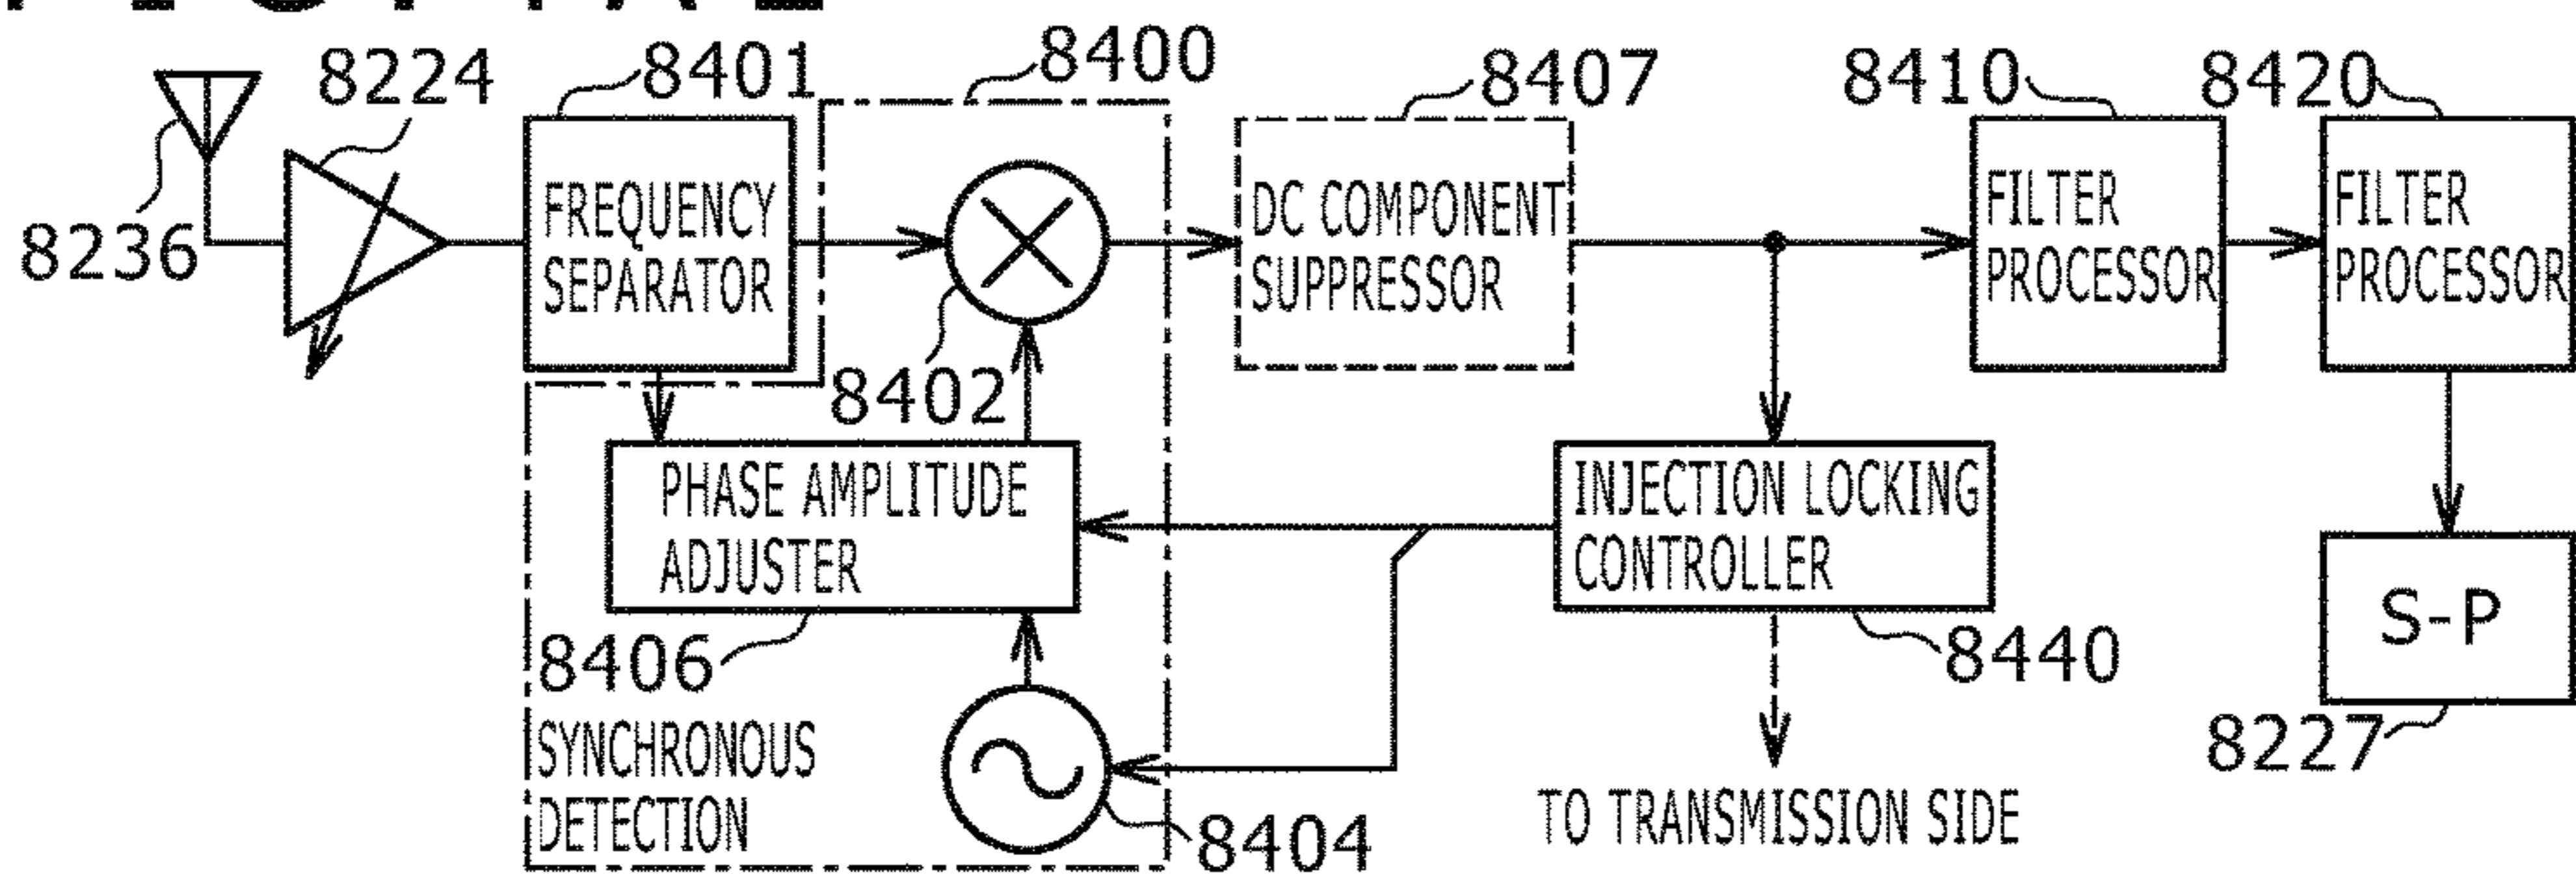 8224
8401
8400
8407
8410
8420
8236
FREQUENCY
SEPARATOR
DC COMPONENT
SUPPRESSOR
FILTER
PROCESSOR
FILTER
PROCESSOR
8402
PHASE AMPLITUDE
ADJUSTER
INJECTION LOCKING
CONTROLLER
S-P
8406
8440
8227
SYNCHRONOUS
DETECTION
8404
TO TRANSMISSION SIDE